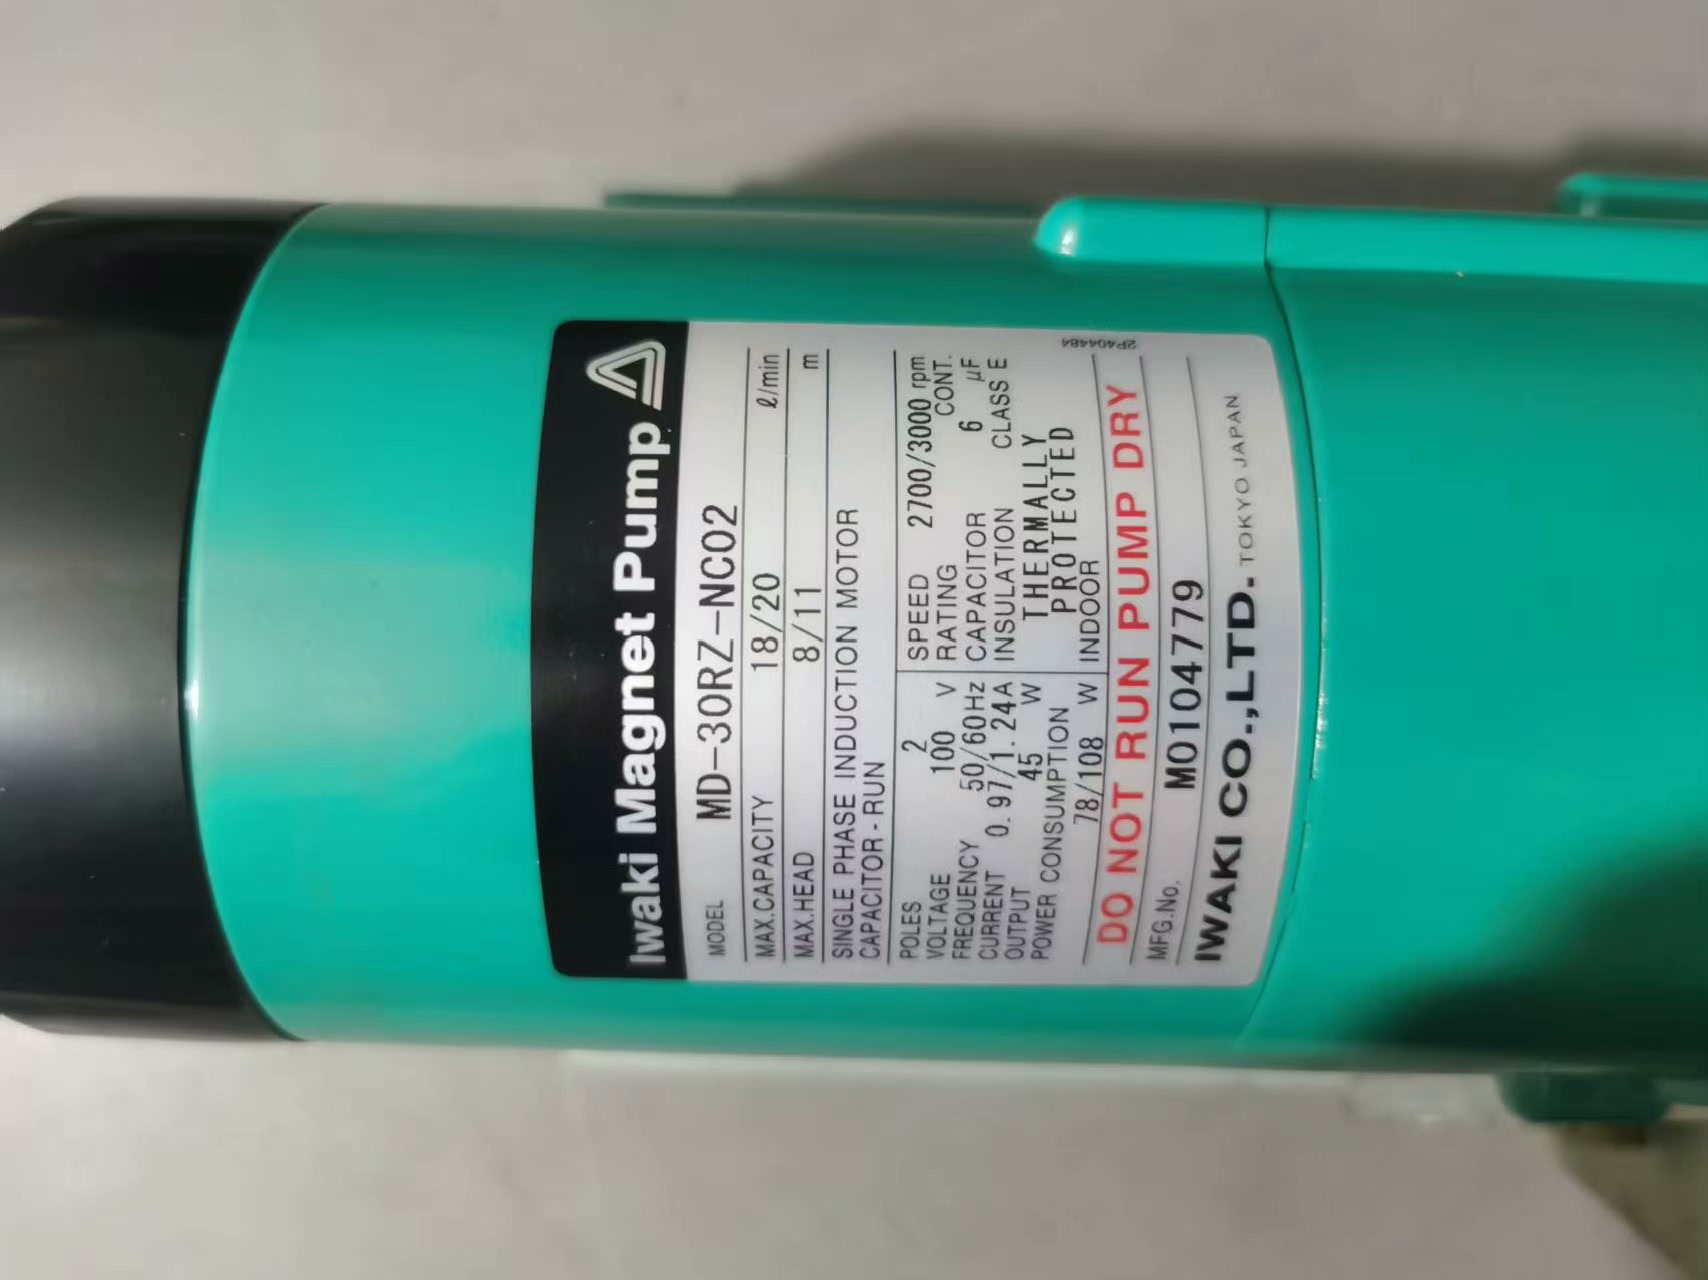 Iwaki Magnet Pump
MODEL MD-30RZ-NC02
MAX.CAPACITY 18/20 ℓ/min
MAX.HEAD 8/11 m
SINGLE PHASE INDUCTION MOTOR
CAPACITOR-RUN
POLES 2 SPEED 2700/3000 rpm
VOLTAGE 100 V RATING CONT.
FREQUENCY 50/60Hz CAPACITOR 6 μF
CURRENT 0.97/1.24A INSULATION CLASS E
OUTPUT 45 W THERMALLY
POWER CONSUMPTION PROTECTED
78/108 W INDOOR
2P404484
DO NOT RUN PUMP DRY
MFG.No. M0104779
IWAKI CO.,LTD. TOKYO JAPAN